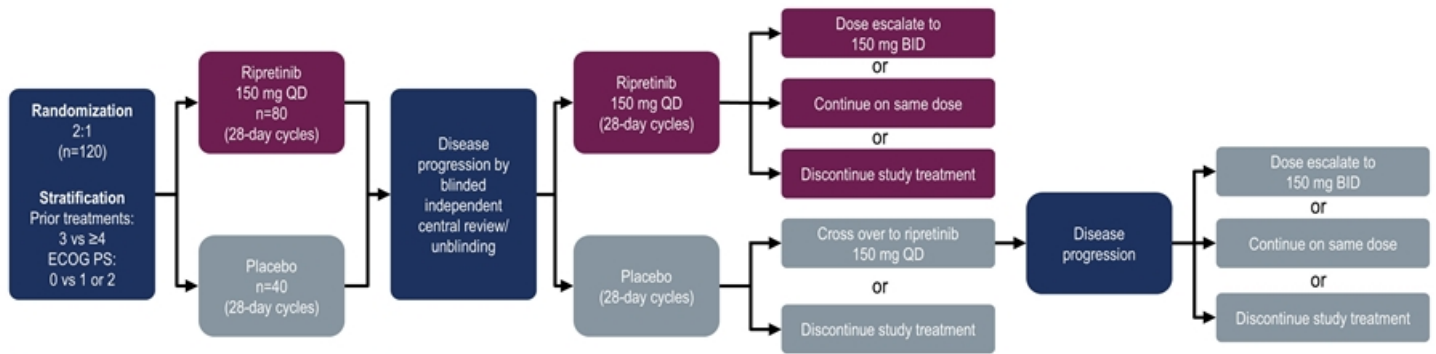 Randomization
2:1
(n=120)
Stratification
Prior treatments:
3 vs ≥4
ECOG PS:
0 vs 1 or 2
Ripretinib
150 mg QD
n=80
(28-day cycles)
Placebo
n=40
(28-day cycles)
Disease
progression by
blinded
independent
central review/
unblinding
Ripretinib
150 mg QD
(28-day cycles)
Placebo
(28-day cycles)
Dose escalate to
150 mg BID
or
Continue on same dose
or
Discontinue study treatment
Cross over to ripretinib
150 mg QD
or
Discontinue study treatment
Disease
progression
Dose escalate to
150 mg BID
or
Continue on same dose
or
Discontinue study treatment